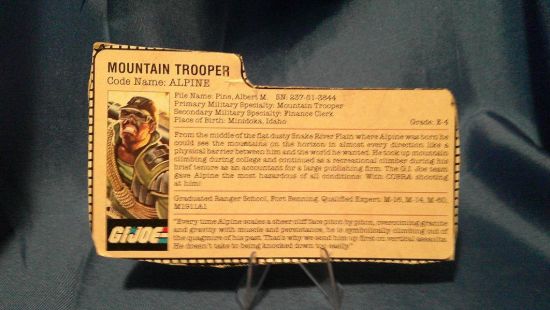 MOUNTAIN TROOPER
Code Name: ALPINE
File Name: Pine, Albert M. SN: 237-51-3844
Primary Military Specialty: Mountain Trooper
Secondary Military Specialty: Finance Clerk
Place of Birth: Minidoka, Idaho Grade: E-4
From the middle of the flat dusty Snake River Plain where Alpine was born he
could see the mountains on the horizon in almost every direction like a
physical barrier between him and the world he wanted. He took up mountain
climbing during college and continued as a recreational climber during his
brief tenure as an accountant for a large publishing firm. The G.I. Joe team
gave Alpine the most hazardous of all conditions: With COBRA shooting
at him!
Graduated Ranger School, Fort Benning. Qualified Expert: M-16, M-14, M-60,
M1911A1
"Every time Alpine scales a sheer cliff face piton by piton, overcoming granite
and gravity with muscle and persistence, he is symbolically climbing out of
the quagmire of his past. That's why we send him up first on vertical assaults.
He doesn't take to being knocked down too easily."
G.I. JOE